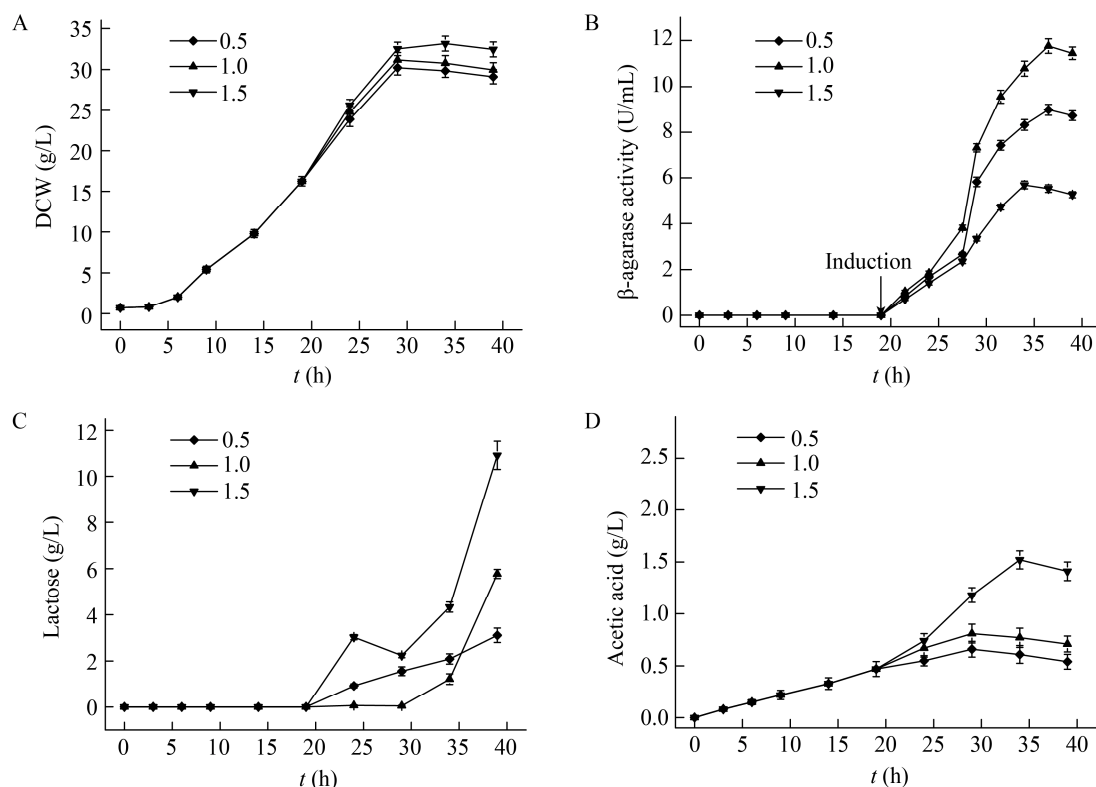 A
DCW (g/L)
35
30
25
20
15
10
5
0
0.5
1.0
1.5
0 5 10 15 20 25 30 35 40
t (h)
B
β-agarase activity (U/mL)
12
10
8
6
4
2
0
0.5
1.0
1.5
Induction
0 5 10 15 20 25 30 35 40
t (h)
C
Lactose (g/L)
12
10
8
6
4
2
0
0.5
1.0
1.5
0 5 10 15 20 25 30 35 40
t (h)
D
Acetic acid (g/L)
2.5
2.0
1.5
1.0
0.5
0.0
0.5
1.0
1.5
0 5 10 15 20 25 30 35 40
t (h)